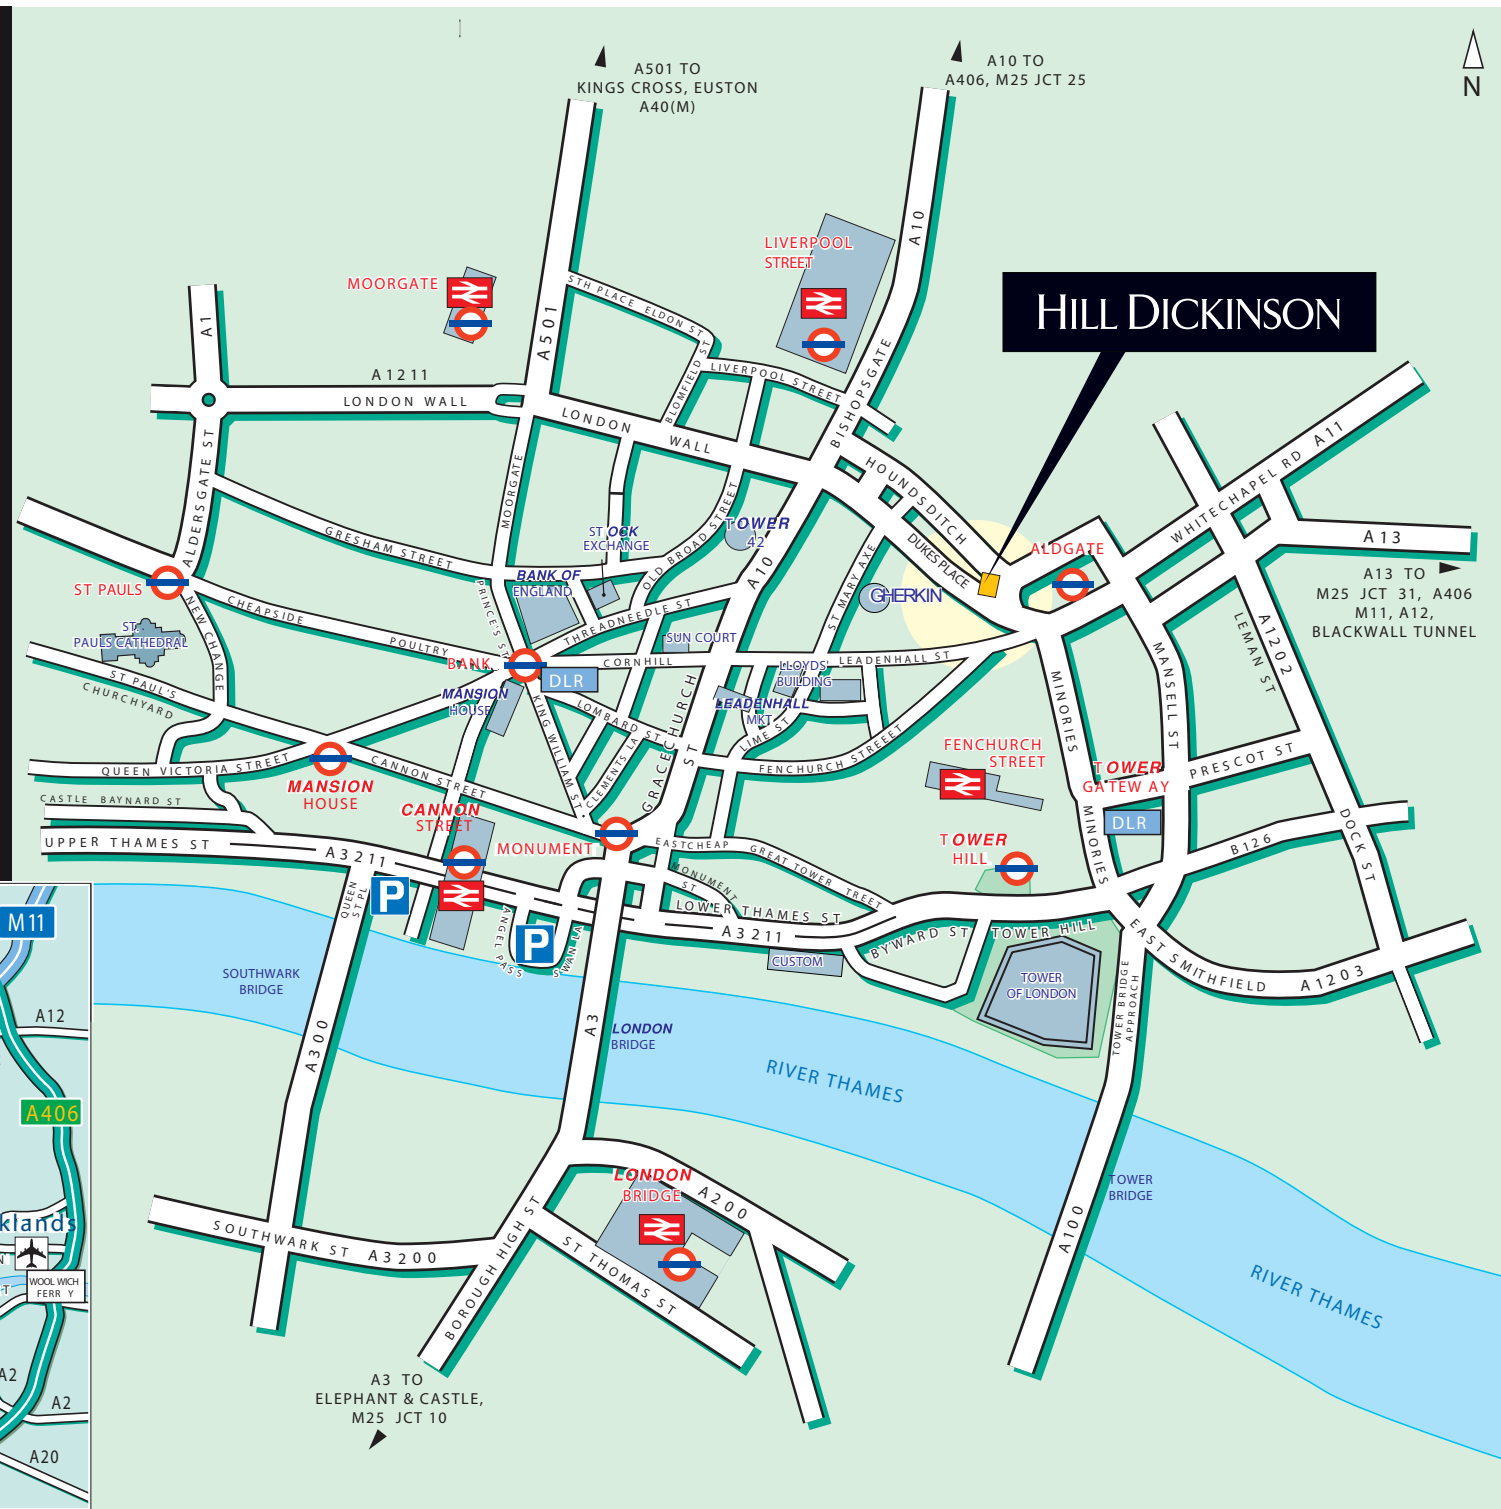 A501 TO
KINGS CROSS, EUSTON
A40(M)
A10 TO
A406, M25 JCT 25
N
A10
LIVERPOOL
STREET
MOORGATE
HILL DICKINSON
A1
A501
STH PLACE ELDON ST
BLOMFIELD ST
LIVERPOOL STREET
BISHOPSGATE
A1211
LONDON WALL
LONDON WALL
HOUNDSDITCH
DUKES PLACE
WHITECHAPEL RD A11
A13
A13 TO
M25 JCT 31, A406
M11, A12,
BLACKWALL TUNNEL
ALDERSGATE ST
MOORGATE
GRESHAM STREET
STOCK
EXCHANGE
OLD BROAD STREET
TOWER
42
A10
ALDGATE
ST PAULS
BANK OF
ENGLAND
PRINCE'S ST
THREADNEEDLE ST
ST MARY AXE
GHERKIN
NEW CHANGE
CHEAPSIDE
POULTRY
ST.
PAULS CATHEDRAL
SUN COURT
BANK
DLR
CORNHILL
LLOYDS
BUILDING
LEADENHALL ST
LEMAN ST
A1202
MANSELL ST
MINORIES
ST PAUL'S
CHURCHYARD
MANSION
HOUSE
KING WILLIAM ST.
LOMBARD ST
CLEMENTS LA
GRACECHURCH
ST
LEADENHALL
MKT
LIME ST
FENCHURCH STREEET
FENCHURCH
STREET
PRESCOT ST
TOWER
GATEWAY
DLR
QUEEN VICTORIA STREET
MANSION
HOUSE
CANNON STREET
CASTLE BAYNARD ST
CANNON
STREET
MONUMENT
EASTCHEAP
GREAT TOWER TREET
MONUMENT
ST
TOWER
HILL
MINORIES
B126
DOCK ST
UPPER THAMES ST
A3211
QUEEN
ST PL
P
ANGEL PASS
P
SWAN LA
LOWER THAMES ST
A3211
BYWARD ST
TOWER HILL
EAST SMITHFIELD
A1203
CUSTOM
TOWER
OF LONDON
TOWER BRIDGE
APPROACH
SOUTHWARK
BRIDGE
LONDON
BRIDGE
A3
A300
RIVER THAMES
TOWER
BRIDGE
A100
RIVER THAMES
LONDON
BRIDGE
A200
SOUTHWARK ST A3200
BOROUGH HIGH ST
ST THOMAS ST
A3 TO
ELEPHANT & CASTLE,
M25 JCT 10
M11
A12
A406
klands
WOOLWICH
FERRY
A2
A2
A20